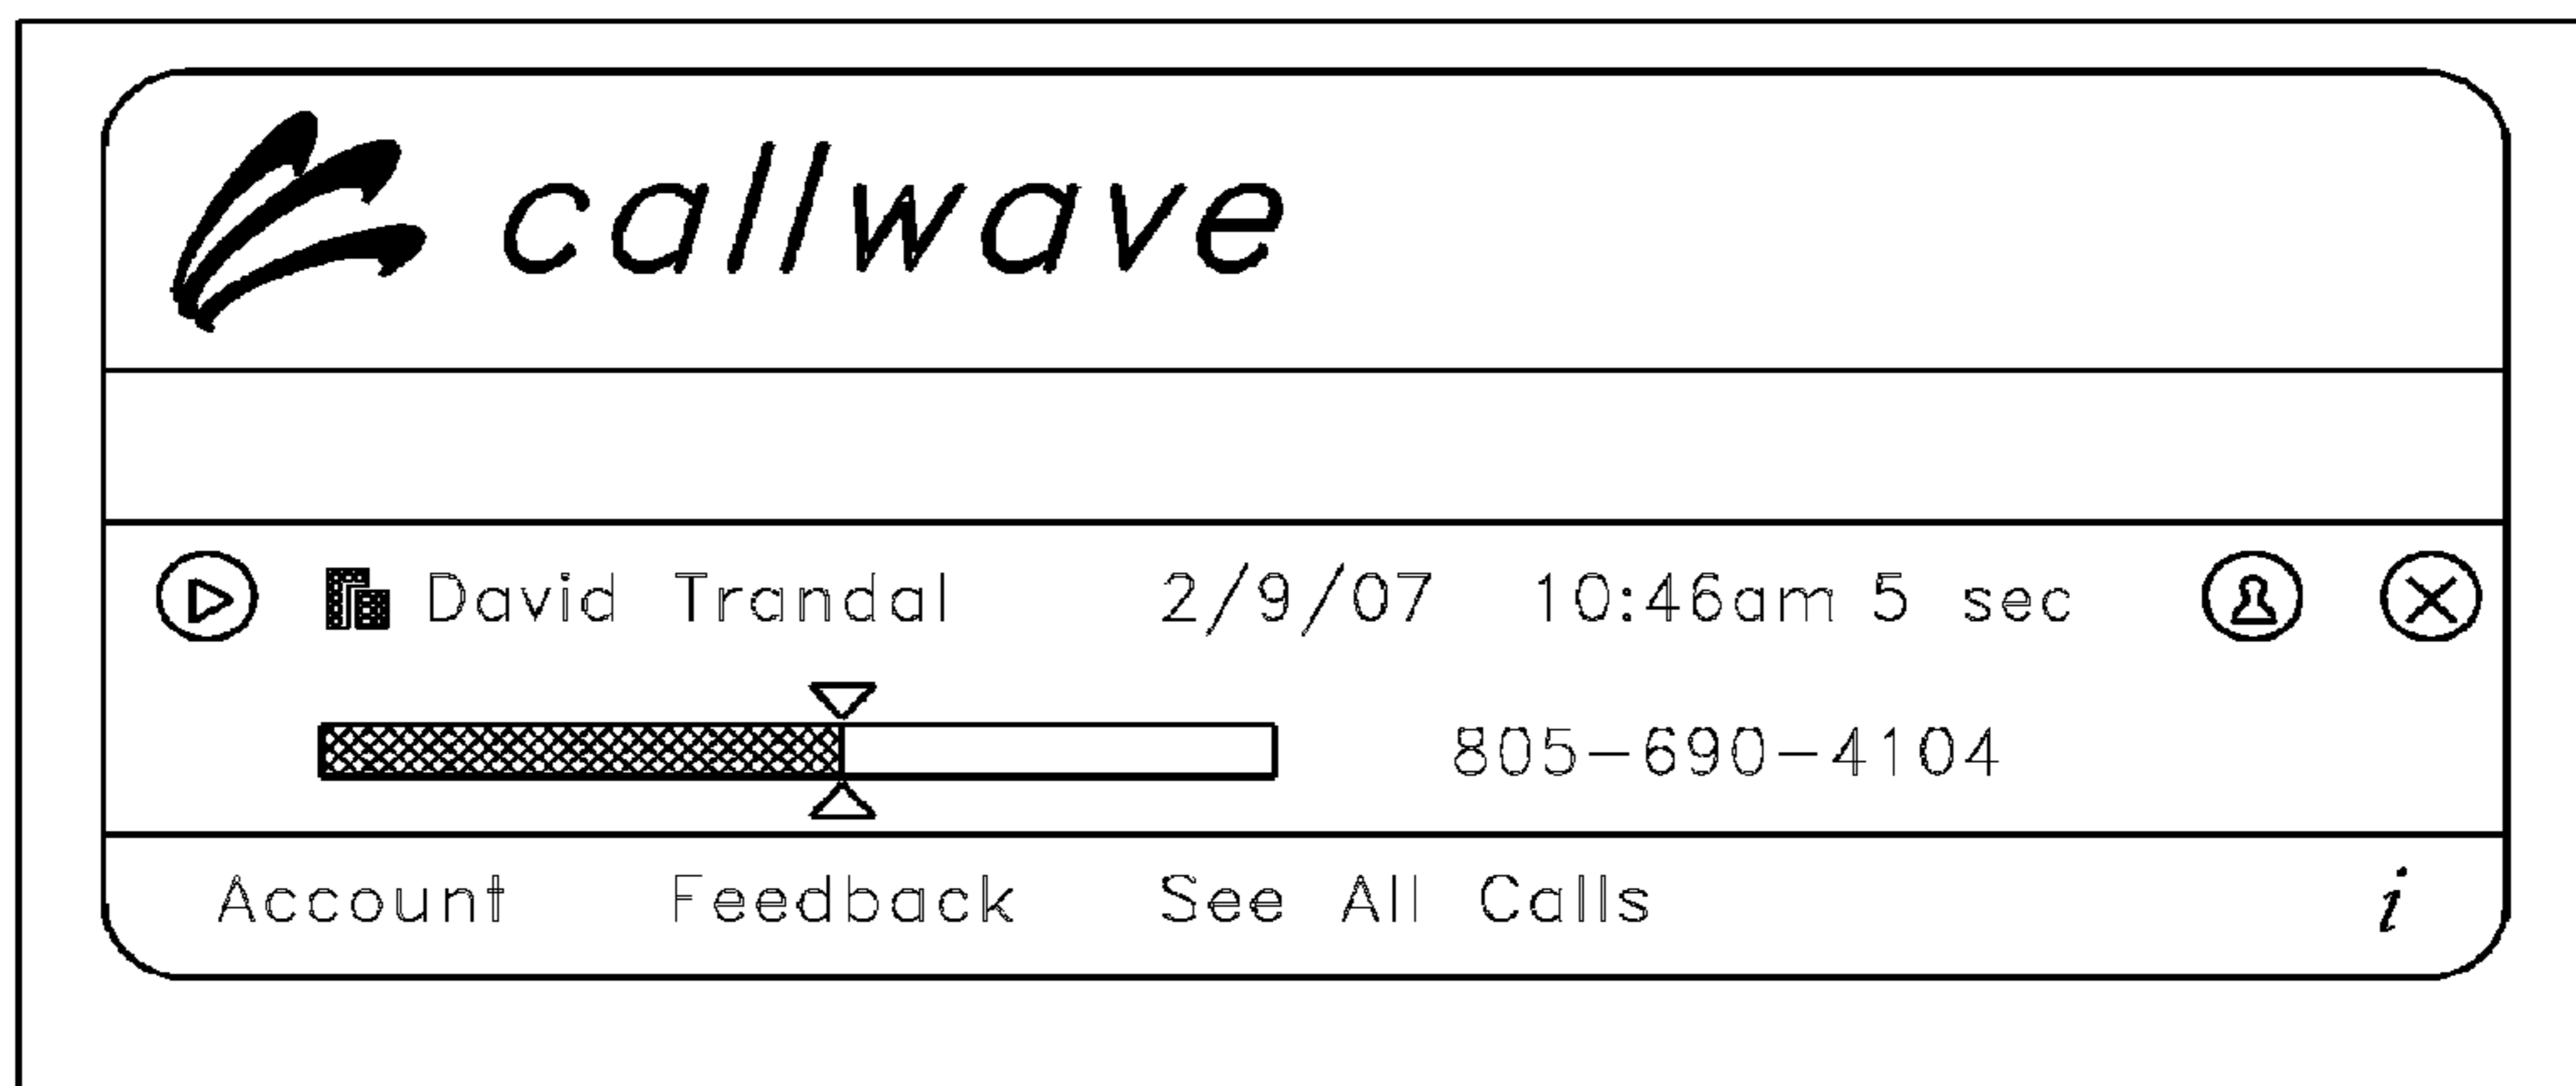 callwave
David Trandal 2/9/07 10:46am 5 sec
805-690-4104
Account Feedback See All Calls i